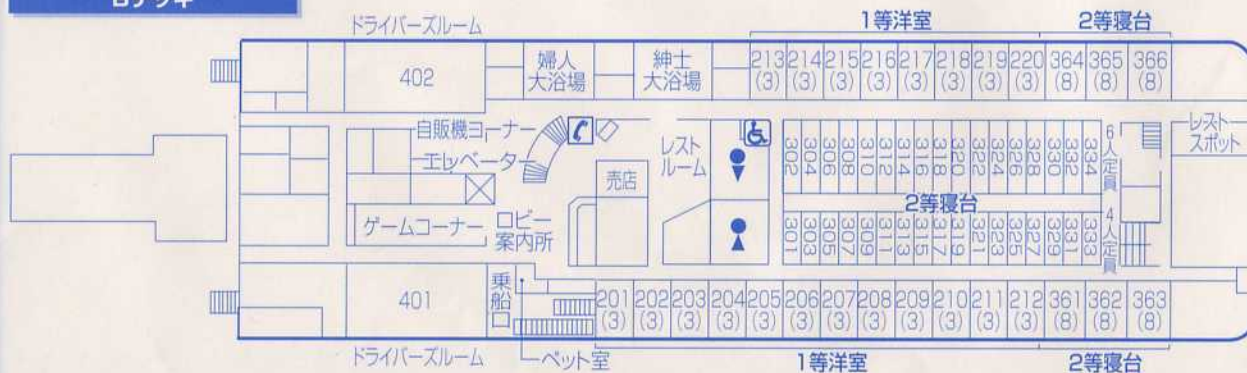 Bデッキ
ドライバーズルーム
1等洋室
2等寝台
402
婦人
大浴場
紳士
大浴場
213 214 215 216 217 218 219 220 364 365 366
(3) (3) (3) (3) (3) (3) (3) (3) (8) (8) (8)
自販機コーナー
エレベーター
売店
レスト
ルーム
302 304 306 308 310 312 314 316 318 320 322 324 326 328 330 332 334
6人定員
レスト
スポット
2等寝台
ゲームコーナー
ロビー
案内所
301 303 305 307 309 311 313 315 317 319 321 323 325 327 329 331 333
4人定員
401
乗船口
201 202 203 204 205 206 207 208 209 210 211 212 361 362 363
(3) (3) (3) (3) (3) (3) (3) (3) (3) (3) (3) (3) (8) (8) (8)
ドライバーズルーム
ペット室
1等洋室
2等寝台